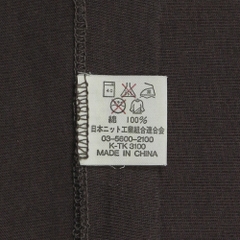 綿 100%
日本ニット工業組合連合会
03-5600-2100
K-TK 3100
MADE IN CHINA